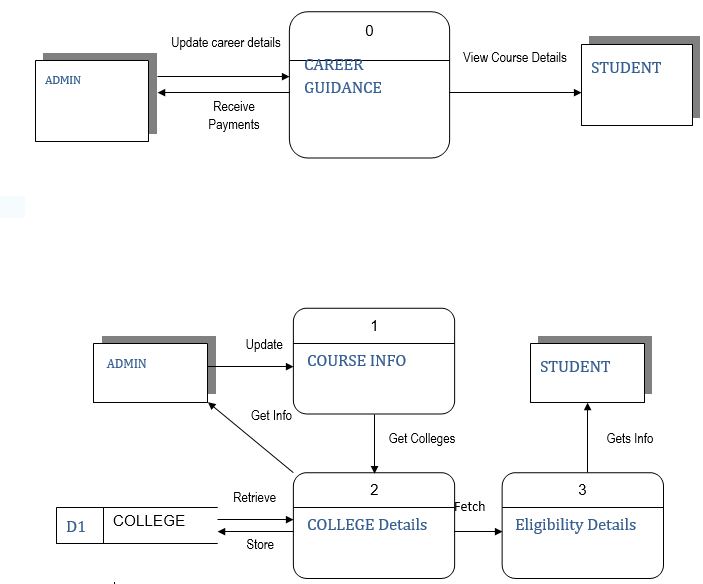 0
Update career details
CAREER
GUIDANCE
View Course Details
STUDENT
ADMIN
Receive
Payments
1
Update
COURSE INFO
ADMIN
STUDENT
Get Info
Get Colleges
Gets Info
2
3
Retrieve
Fetch
D1
COLLEGE
COLLEGE Details
Eligibility Details
Store